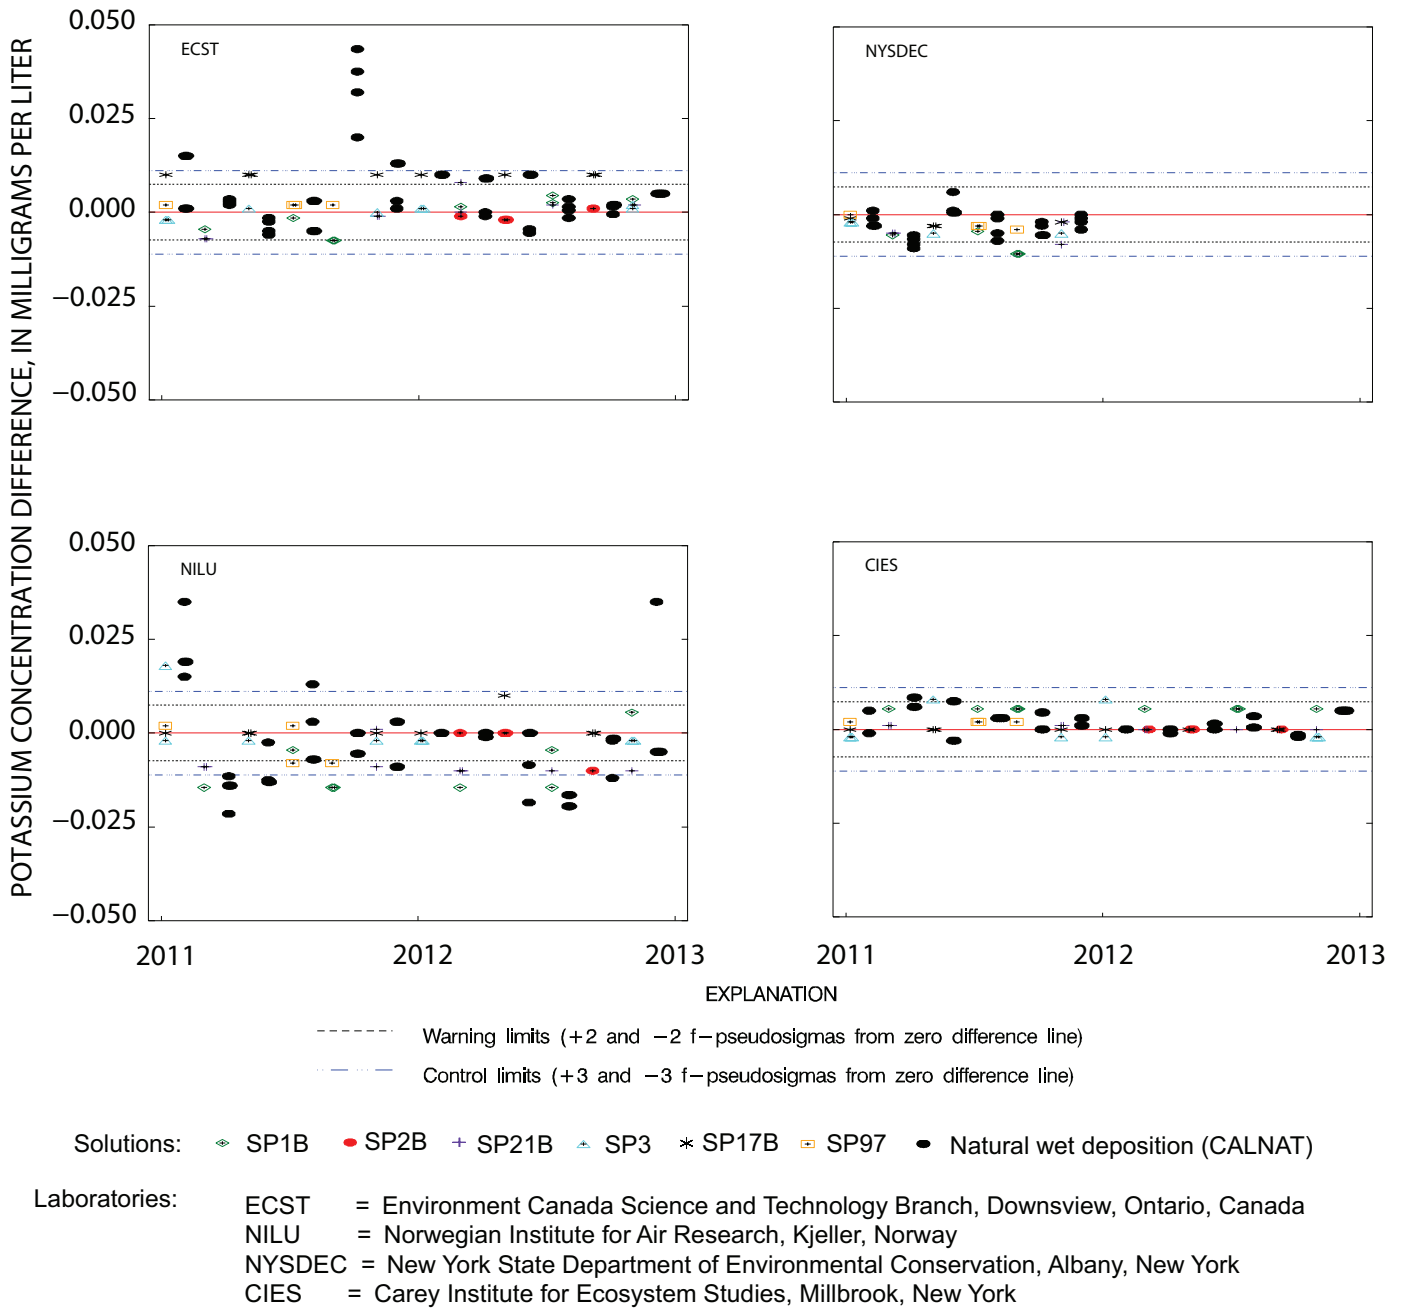 POTASSIUM CONCENTRATION DIFFERENCE, IN MILLIGRAMS PER LITER
0.050
0.025
0.000
−0.025
−0.050
ECST
NYSDEC
0.050
0.025
0.000
−0.025
−0.050
NILU
CIES
2011 2012 2013
2011 2012 2013
EXPLANATION
Warning limits (+2 and −2 f−pseudosigmas from zero difference line)
Control limits (+3 and −3 f−pseudosigmas from zero difference line)
Solutions: SP1B SP2B SP21B SP3 SP17B SP97 Natural wet deposition (CALNAT)
Laboratories: ECST = Environment Canada Science and Technology Branch, Downsview, Ontario, Canada
NILU = Norwegian Institute for Air Research, Kjeller, Norway
NYSDEC = New York State Department of Environmental Conservation, Albany, New York
CIES = Carey Institute for Ecosystem Studies, Millbrook, New York